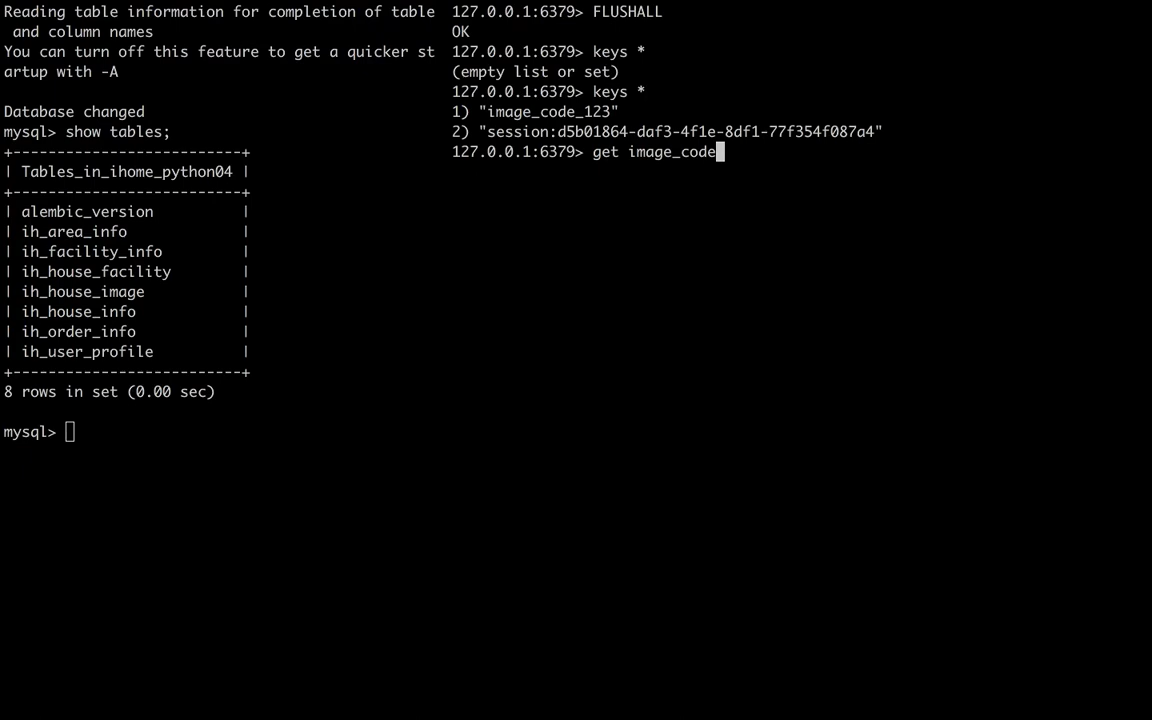 Reading table information for completion of table
 and column names
You can turn off this feature to get a quicker st
artup with -A

Database changed
mysql> show tables;
+--------------------------+
| Tables_in_ihome_python04 |
+--------------------------+
| alembic_version          |
| ih_area_info             |
| ih_facility_info         |
| ih_house_facility        |
| ih_house_image           |
| ih_house_info            |
| ih_order_info            |
| ih_user_profile          |
+--------------------------+
8 rows in set (0.00 sec)

mysql>
127.0.0.1:6379> FLUSHALL
OK
127.0.0.1:6379> keys *
(empty list or set)
127.0.0.1:6379> keys *
1) "image_code_123"
2) "session:d5b01864-daf3-4f1e-8df1-77f354f087a4"
127.0.0.1:6379> get image_code